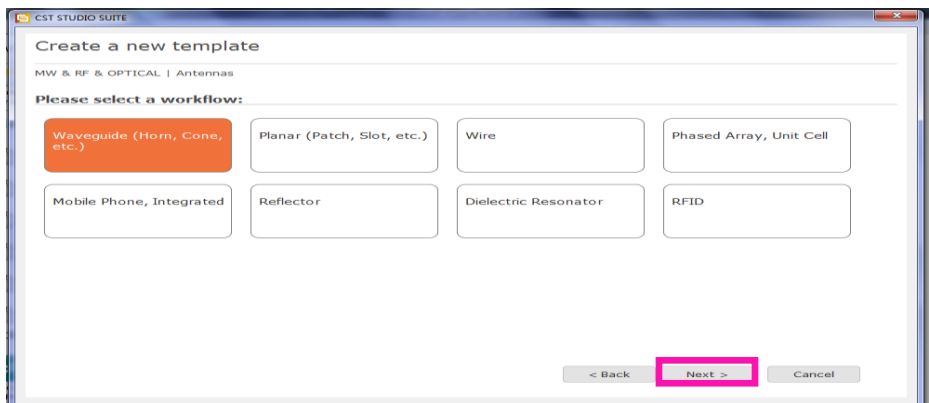 CST STUDIO SUITE
Create a new template
MW & RF & OPTICAL | Antennas
Please select a workflow:
Waveguide (Horn, Cone,
etc.)
Planar (Patch, Slot, etc.)
Wire
Phased Array, Unit Cell
Mobile Phone, Integrated
Reflector
Dielectric Resonator
RFID
< Back
Next >
Cancel